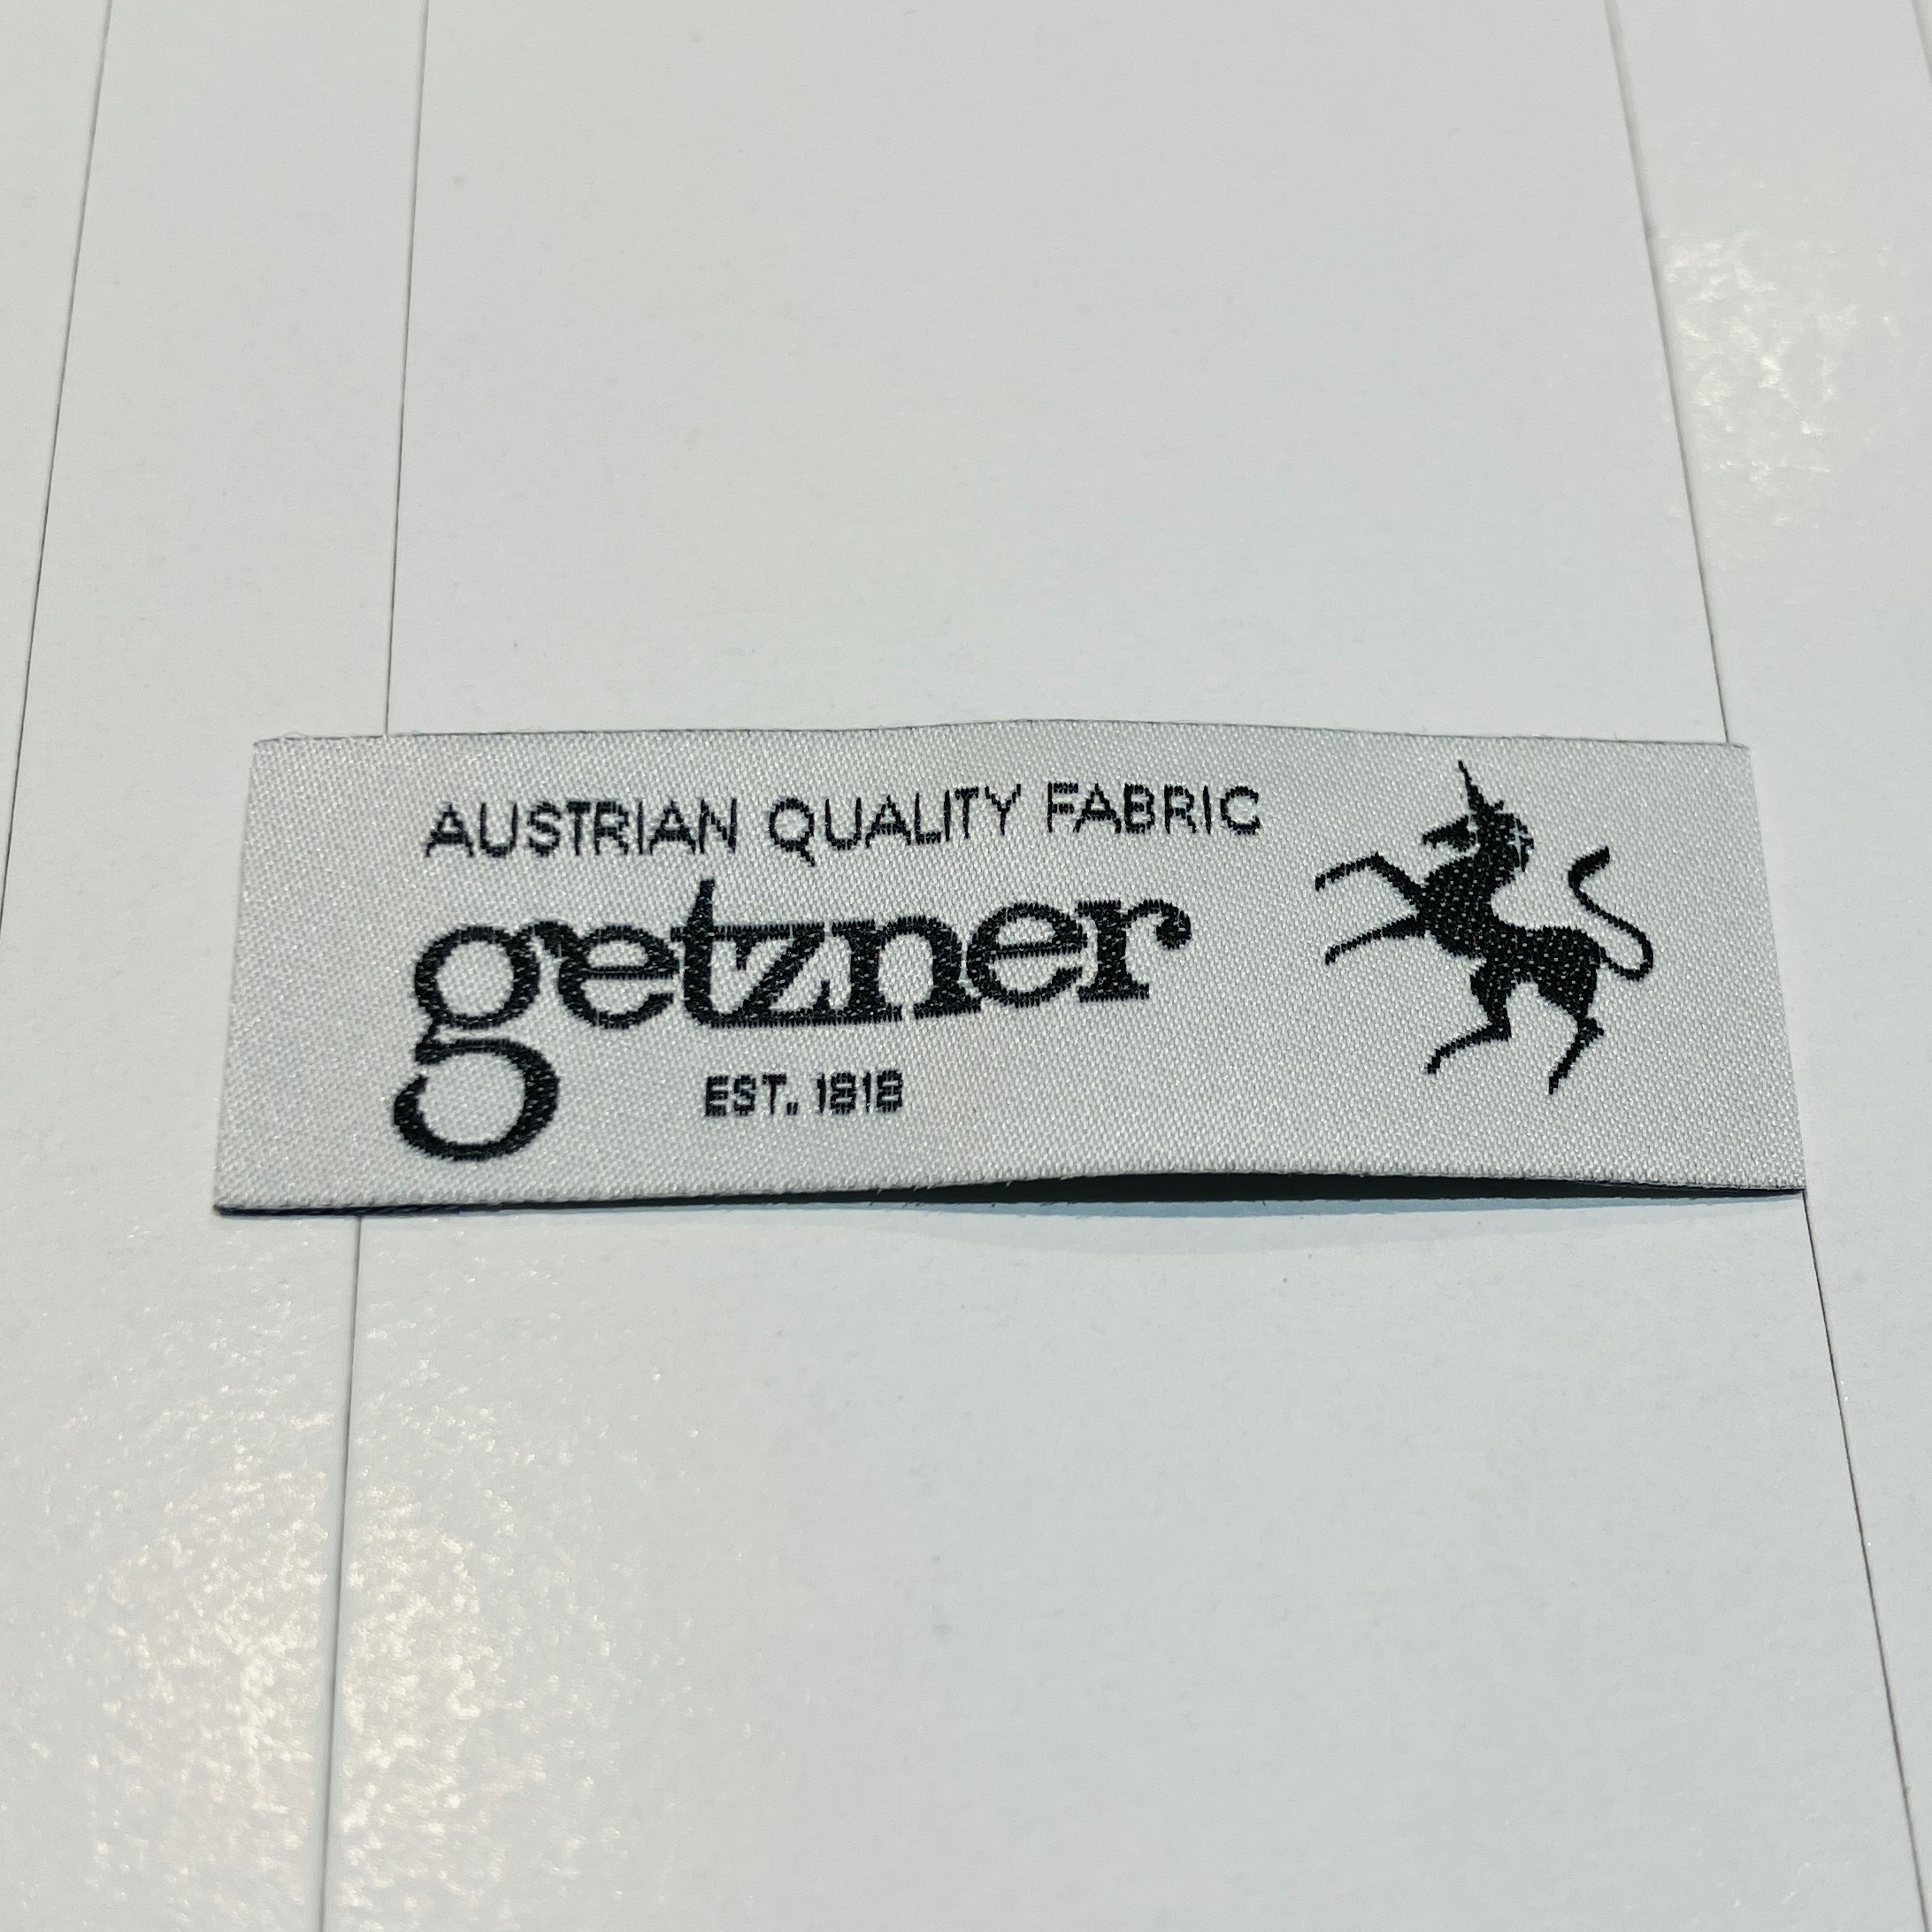 AUSTRIAN QUALITY FABRIC
getzner
EST. 1818